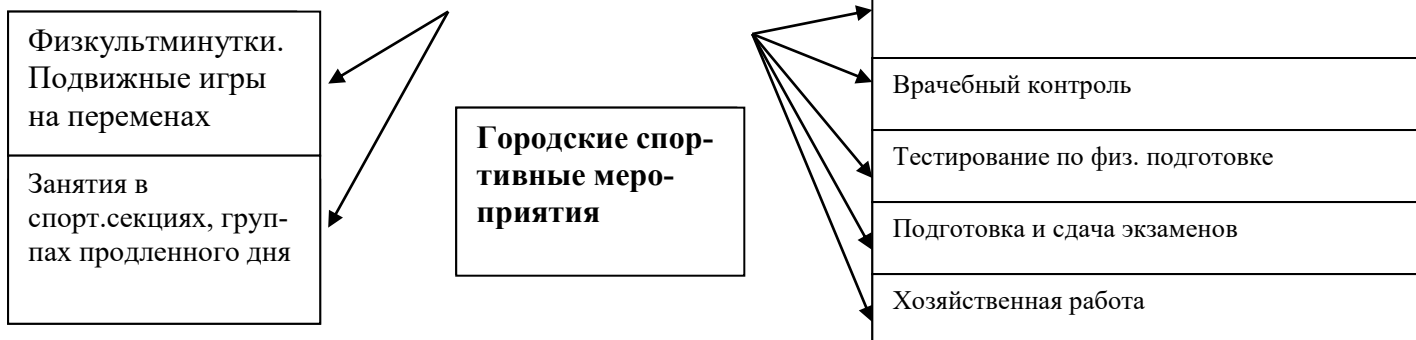 Физкультминутки.
Подвижные игры
на переменах
Занятия в
спорт.секциях, груп-
пах продленного дня
Городские спор-
тивные меро-
приятия
Врачебный контроль
Тестирование по физ. подготовке
Подготовка и сдача экзаменов
Хозяйственная работа